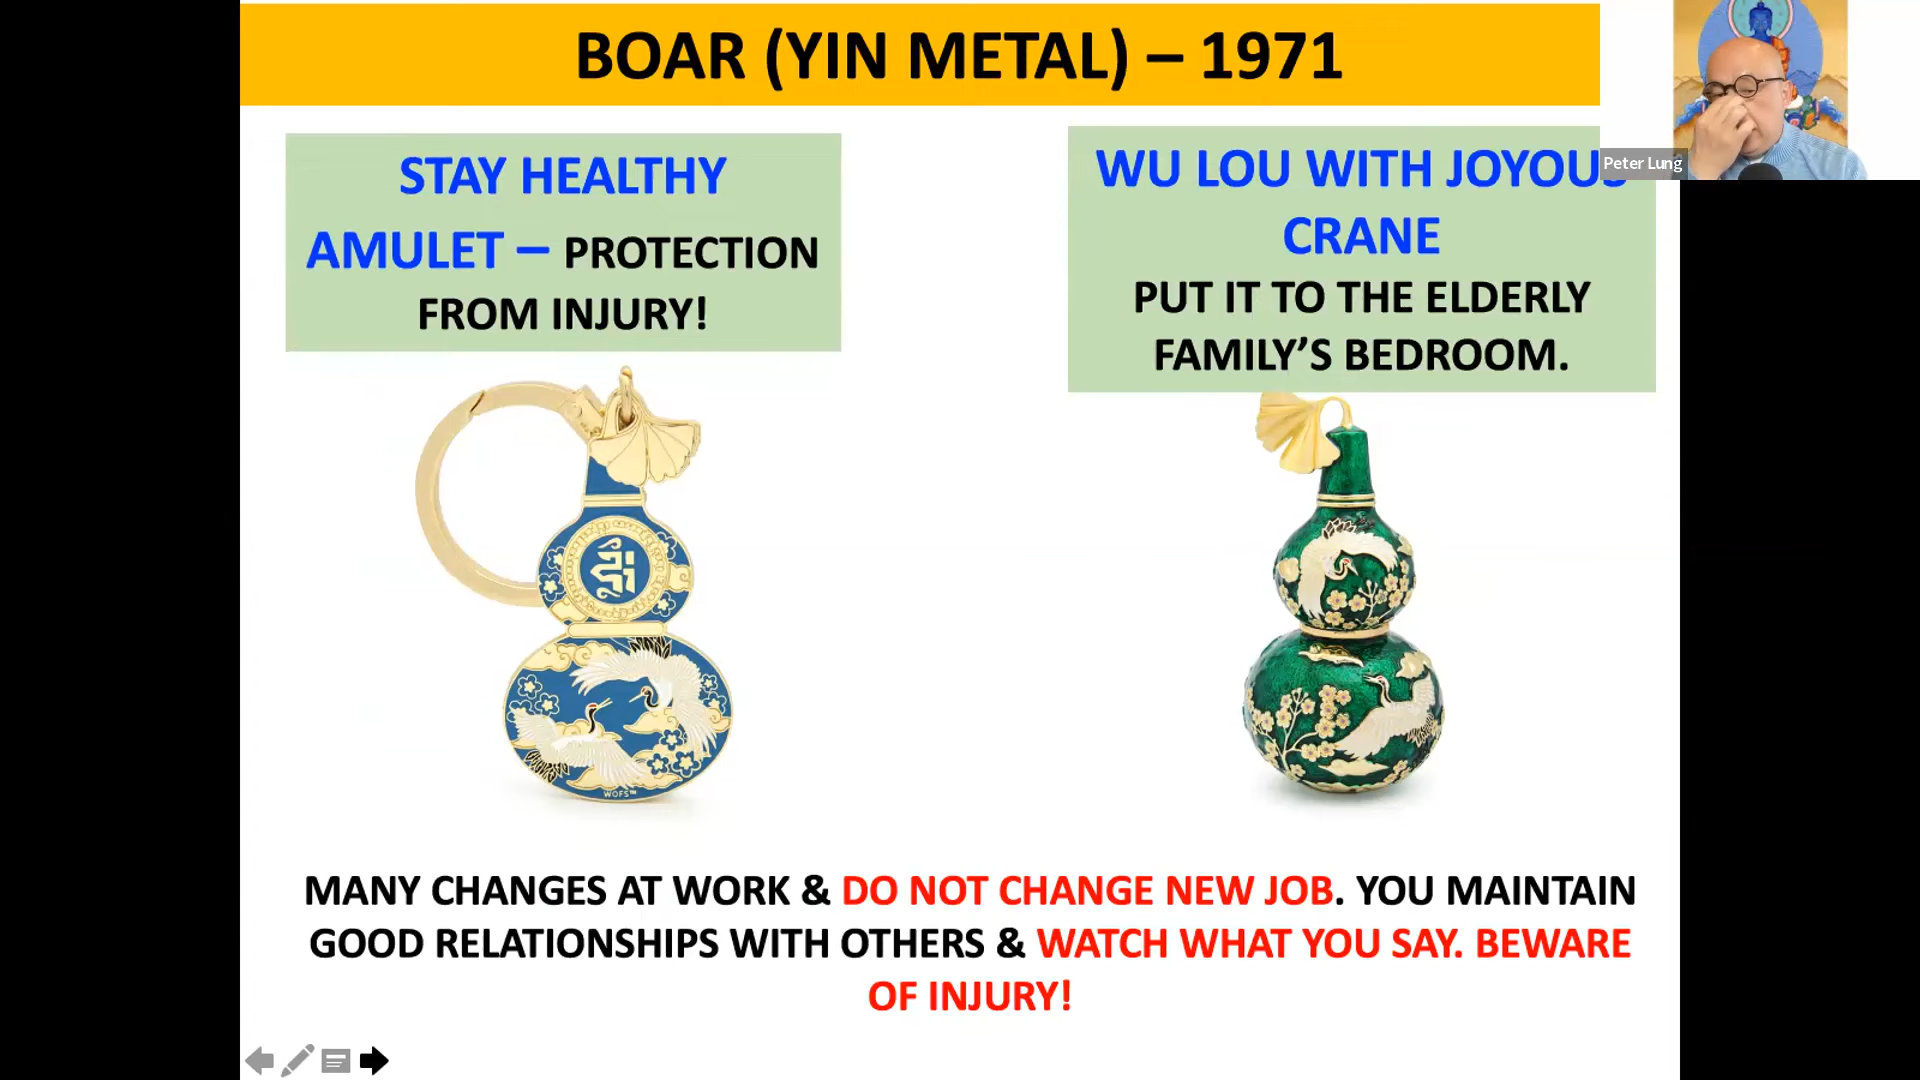 BOAR (YIN METAL) – 1971
STAY HEALTHY
AMULET – PROTECTION
FROM INJURY!
WU LOU WITH JOYOUS
CRANE
PUT IT TO THE ELDERLY
FAMILY’S BEDROOM.
Peter Lung
WOFS™
MANY CHANGES AT WORK & DO NOT CHANGE NEW JOB. YOU MAINTAIN
GOOD RELATIONSHIPS WITH OTHERS & WATCH WHAT YOU SAY. BEWARE
OF INJURY!